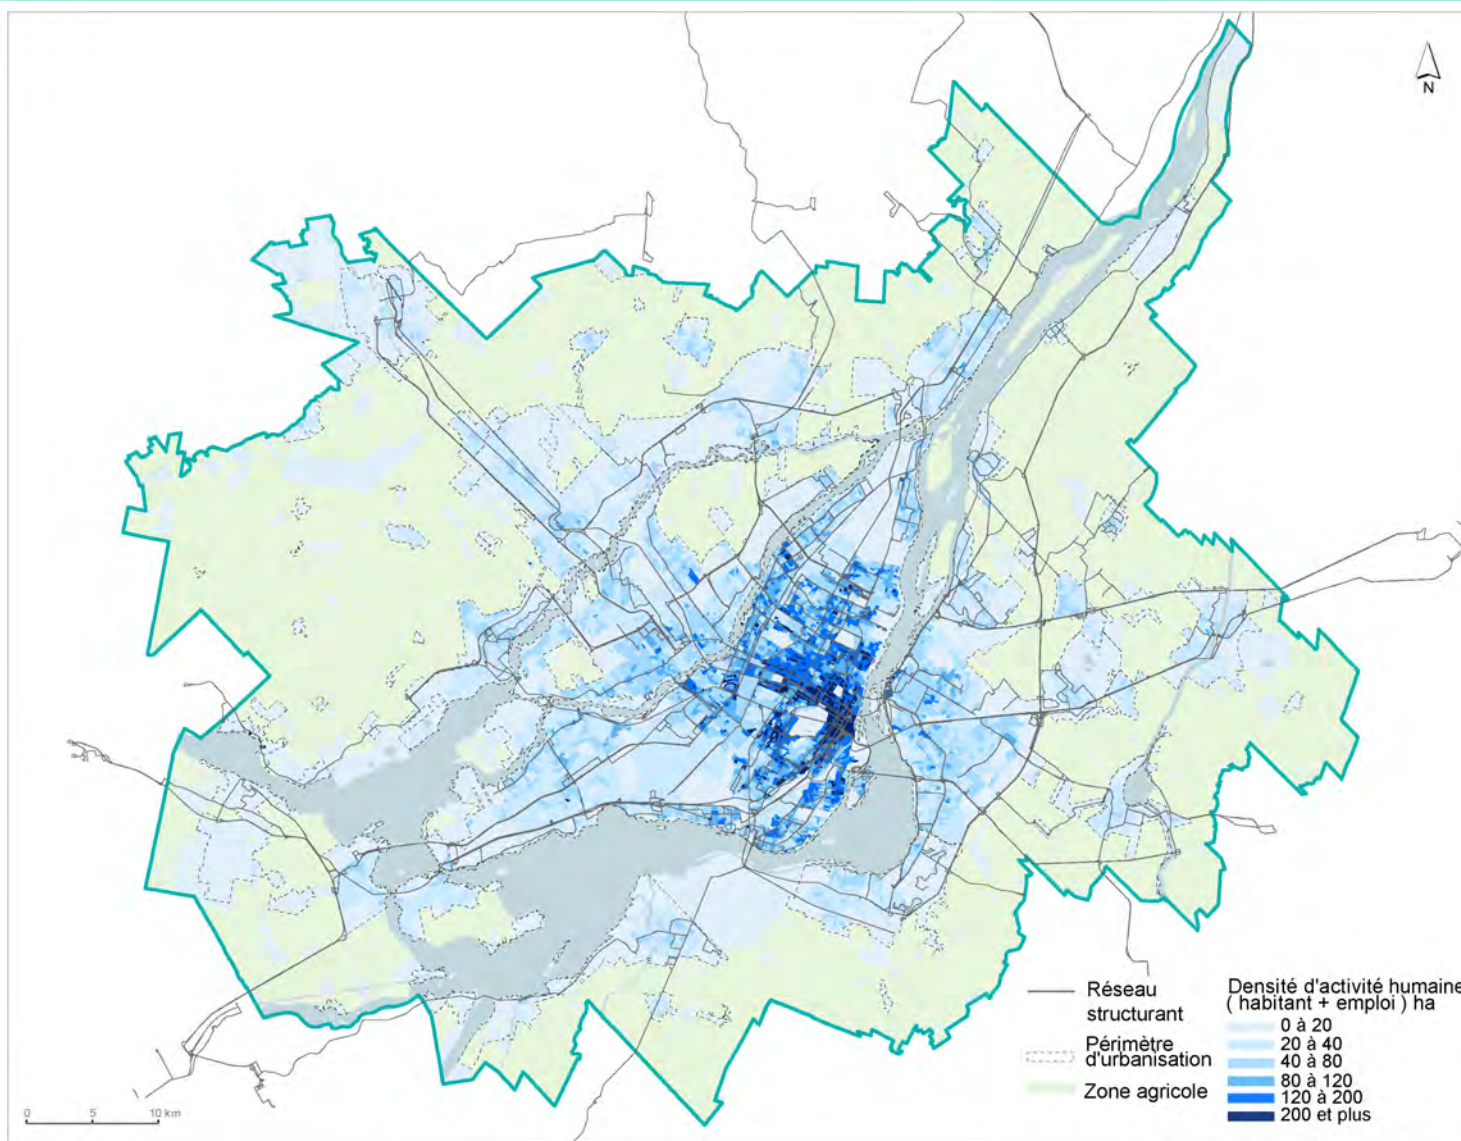 N
Réseau
structurant
Périmètre
d'urbanisation
Zone agricole
Densité d'activité humaine
( habitant + emploi ) ha
0 à 20
20 à 40
40 à 80
80 à 120
120 à 200
200 et plus
0 5 10 km